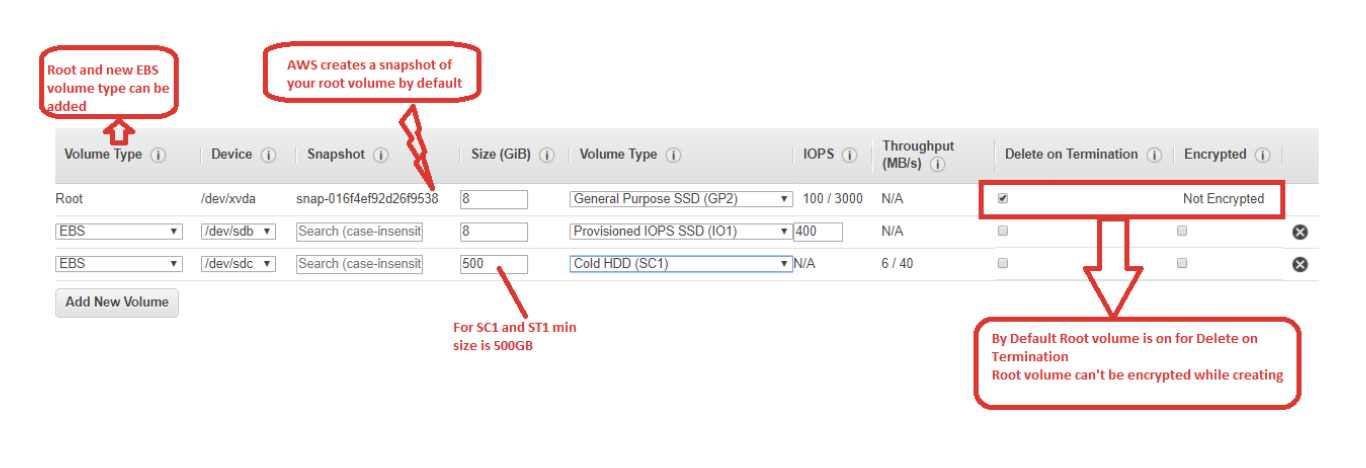 Root and new EBS
volume type can be
added
AWS creates a snapshot of
your root volume by default
Volume Type Device Snapshot Size (GiB) Volume Type IOPS Throughput (MB/s) Delete on Termination Encrypted
Root /dev/xvda snap-016f4ef92d26f9538 8 General Purpose SSD (GP2) 100 / 3000 N/A Not Encrypted
EBS /dev/sdb Search (case-insensit 8 Provisioned IOPS SSD (IO1) 400 N/A
EBS /dev/sdc Search (case-insensit 500 Cold HDD (SC1) N/A 6 / 40
Add New Volume
For SC1 and ST1 min
size is 500GB
By Default Root volume is on for Delete on
Termination
Root volume can't be encrypted while creating